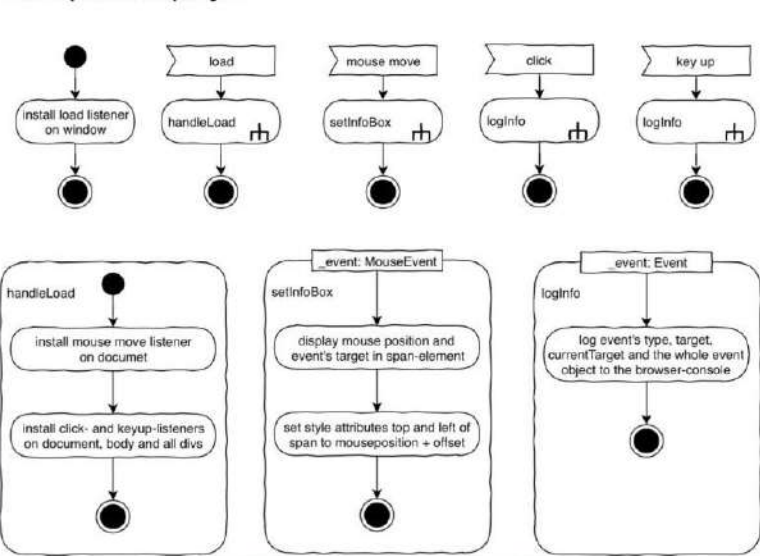 load
mouse move
click
key up
install load listener
on window
handleLoad
setInfoBox
logInfo
logInfo
_event: MouseEvent
_event: Event
handleLoad
setInfoBox
logInfo
install mouse move listener
on documet
display mouse position and
event's target in span-element
log event's type, target,
currentTarget and the whole event
object to the browser-console
install click- and keyup-listeners
on document, body and all divs
set style attributes top and left of
span to mouseposition + offset